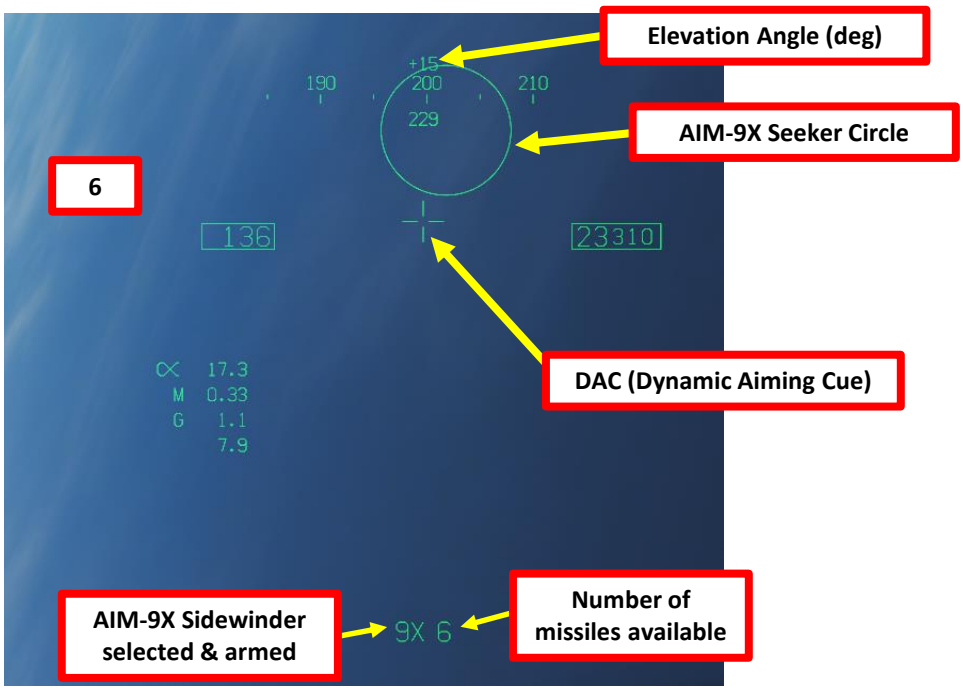 Elevation Angle (deg)
+15
190 200 210
229
AIM-9X Seeker Circle
6
136
23310
DAC (Dynamic Aiming Cue)
α 17.3
M 0.33
G 1.1
7.9
AIM-9X Sidewinder
selected & armed
9X 6
Number of
missiles available